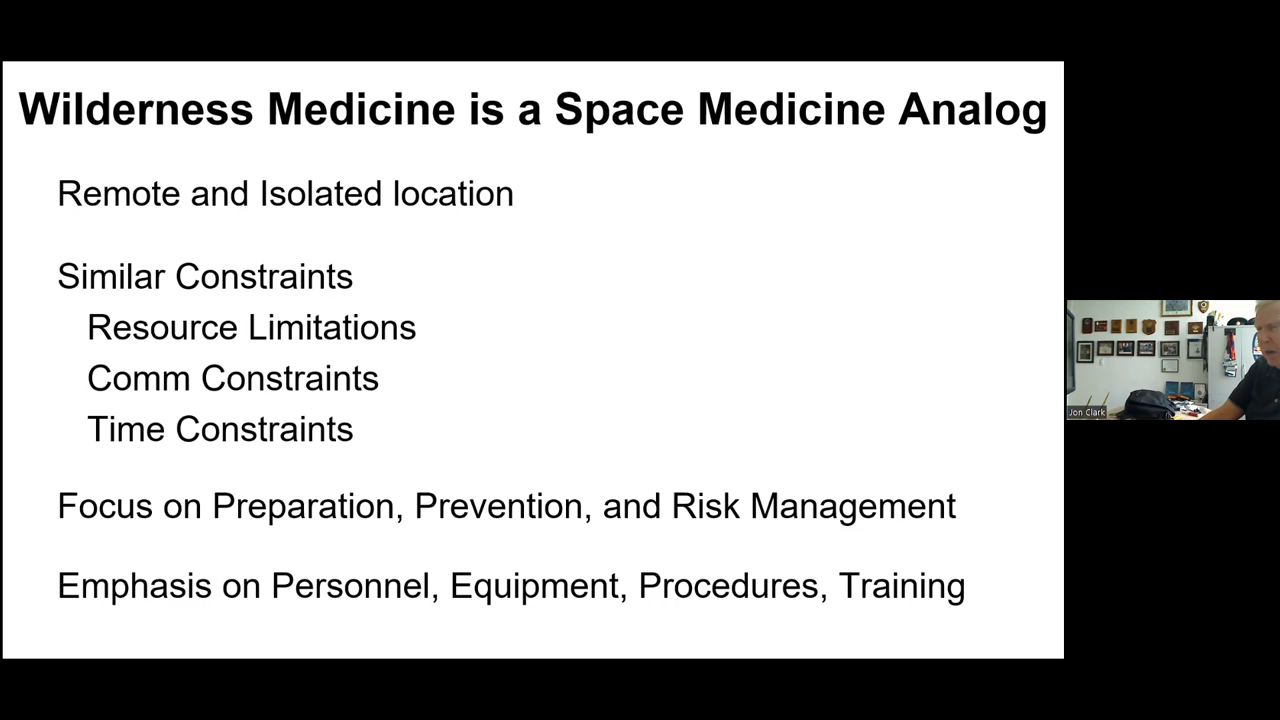 Wilderness Medicine is a Space Medicine Analog
Remote and Isolated location
Similar Constraints
Resource Limitations
Comm Constraints
Time Constraints
Focus on Preparation, Prevention, and Risk Management
Emphasis on Personnel, Equipment, Procedures, Training
Jon Clark